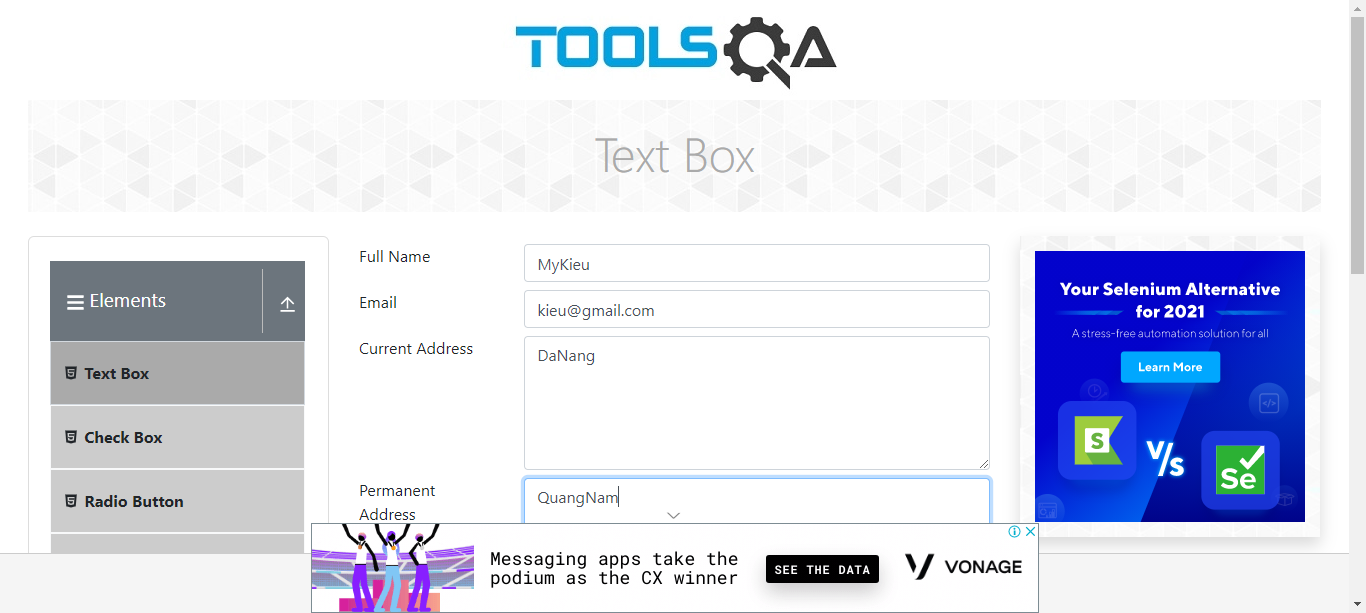 TOOLSQA
Text Box
Elements
Text Box
Check Box
Radio Button
Full Name
MyKieu
Email
kieu@gmail.com
Current Address
DaNang
Permanent
Address
QuangNam
Your Selenium Alternative
for 2021
A stress-free automation solution for all
Learn More
S
V/s
Se
Messaging apps take the
podium as the CX winner
SEE THE DATA
VONAGE